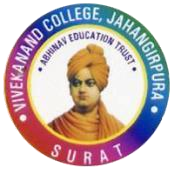 · VIVEKANAND COLLEGE, JAHANGIRPURA ·
· ABHINAV EDUCATION TRUST ·
SURAT